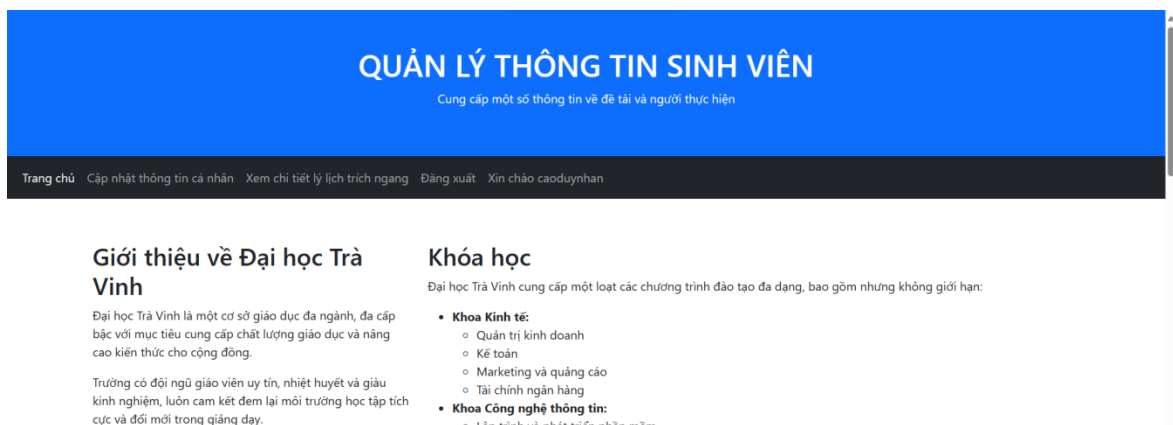 QUẢN LÝ THÔNG TIN SINH VIÊN
Cung cấp một số thông tin về đề tài và người thực hiện
Trang chủ Cập nhật thông tin cá nhân Xem chi tiết lý lịch trích ngang Đăng xuất Xin chào caoduynhan
Giới thiệu về Đại học Trà
Vinh
Đại học Trà Vinh là một cơ sở giáo dục đa ngành, đa cấp
bậc với mục tiêu cung cấp chất lượng giáo dục và nâng
cao kiến thức cho cộng đồng.
Trường có đội ngũ giáo viên uy tín, nhiệt huyết và giàu
kinh nghiệm, luôn cam kết đem lại môi trường học tập tích
cực và đổi mới trong giảng dạy.
Khóa học
Đại học Trà Vinh cung cấp một loạt các chương trình đào tạo đa dạng, bao gồm nhưng không giới hạn:
Khoa Kinh tế:
Quản trị kinh doanh
Kế toán
Marketing và quảng cáo
Tài chính ngân hàng
Khoa Công nghệ thông tin: